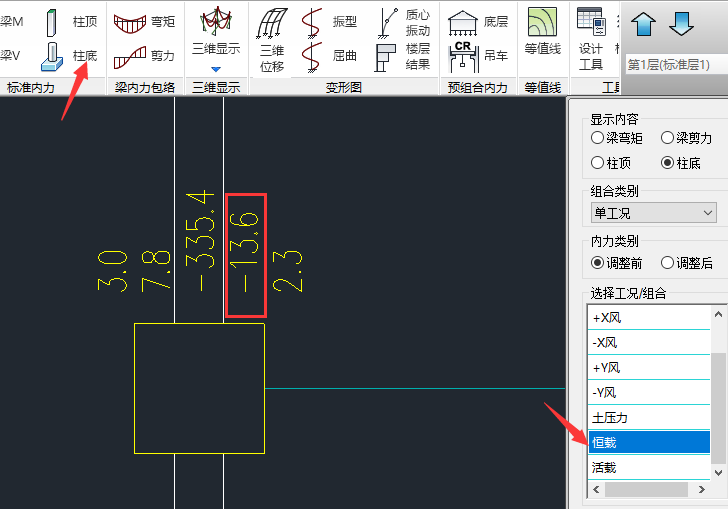 梁M 柱顶 弯矩 三维显示 三维位移 振型 质心振动 底层 等值线 设计工具
梁V 柱底 剪力 屈曲 楼层结果 CR 吊车
标准内力 梁内力包络 三维显示 变形图 预组合内力 等值线 工具
第1层(标准层1)
显示内容
梁弯矩 梁剪力
柱顶 柱底
组合类别
单工况
内力类别
调整前 调整后
选择工况/组合
+X风
-X风
+Y风
-Y风
土压力
恒载
活载
3.0
7.8
-335.4
-13.6
2.3